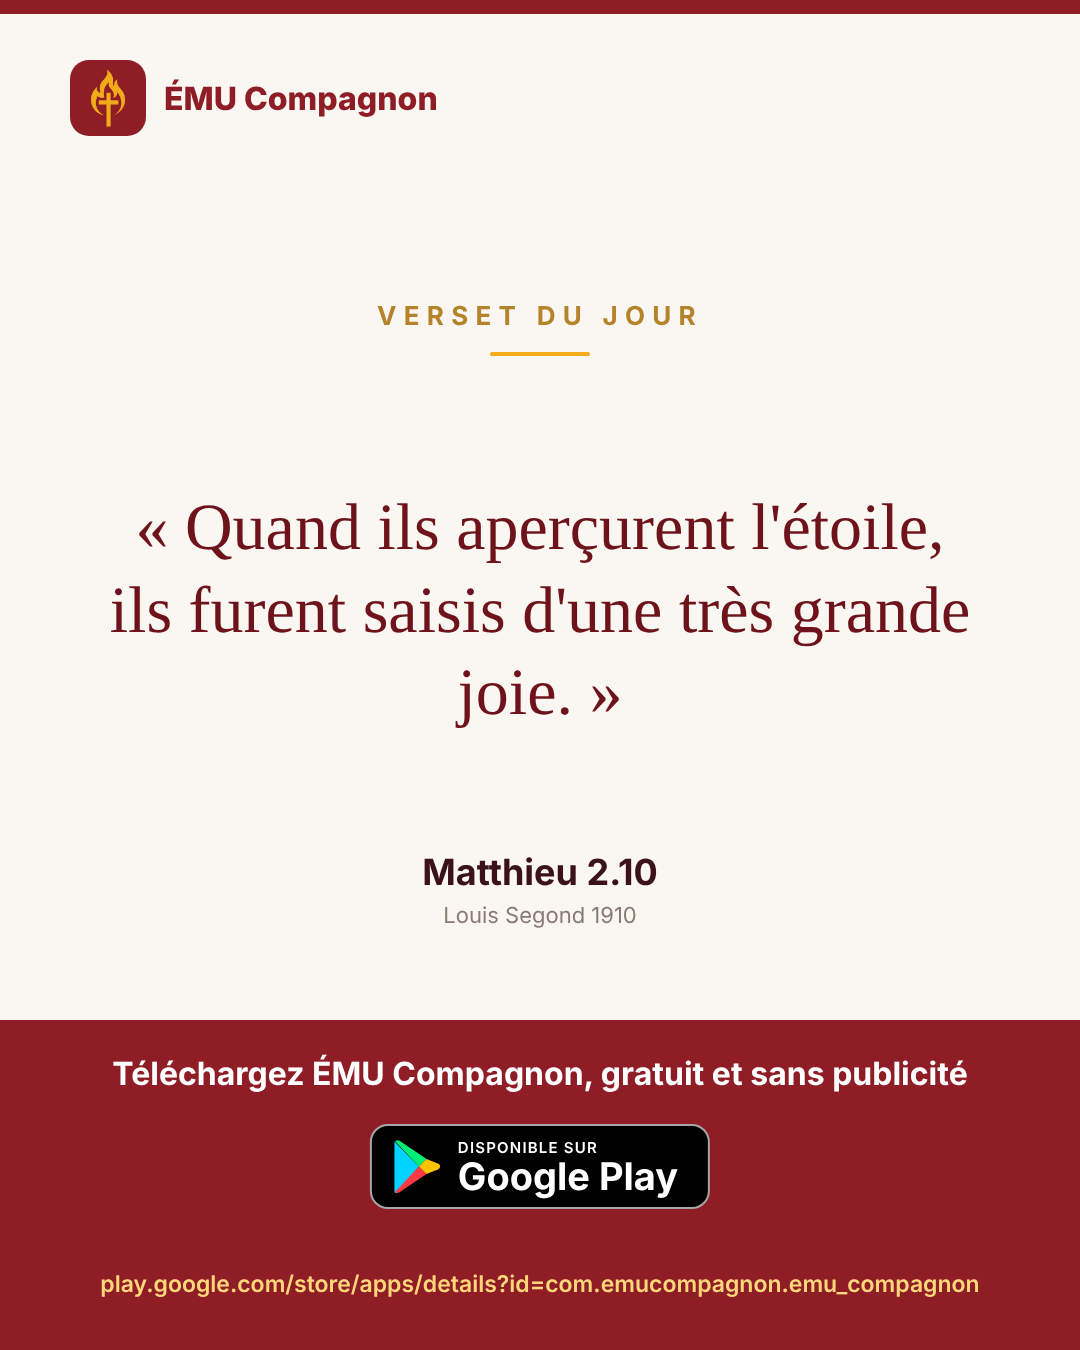 ÉMU Compagnon
VERSET DU JOUR
« Quand ils aperçurent l'étoile,
ils furent saisis d'une très grande
joie. »
Matthieu 2.10
Louis Segond 1910
Téléchargez ÉMU Compagnon, gratuit et sans publicité
DISPONIBLE SUR
Google Play
play.google.com/store/apps/details?id=com.emucompagnon.emu_compagnon